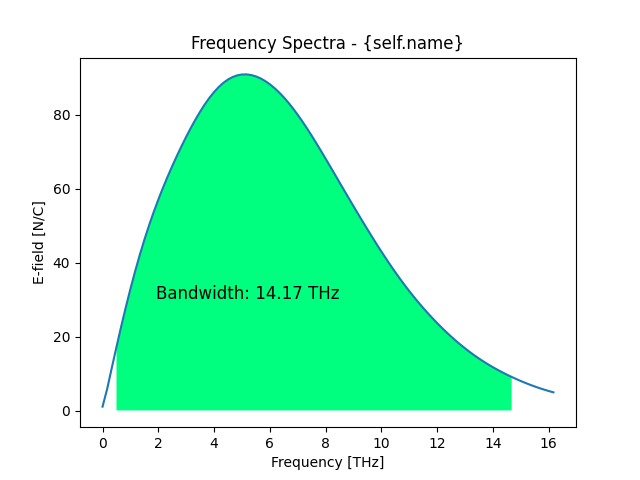 Frequency Spectra - {self.name}
80
60
40
20
0
E-field [N/C]
Bandwidth: 14.17 THz
0 2 4 6 8 10 12 14 16
Frequency [THz]